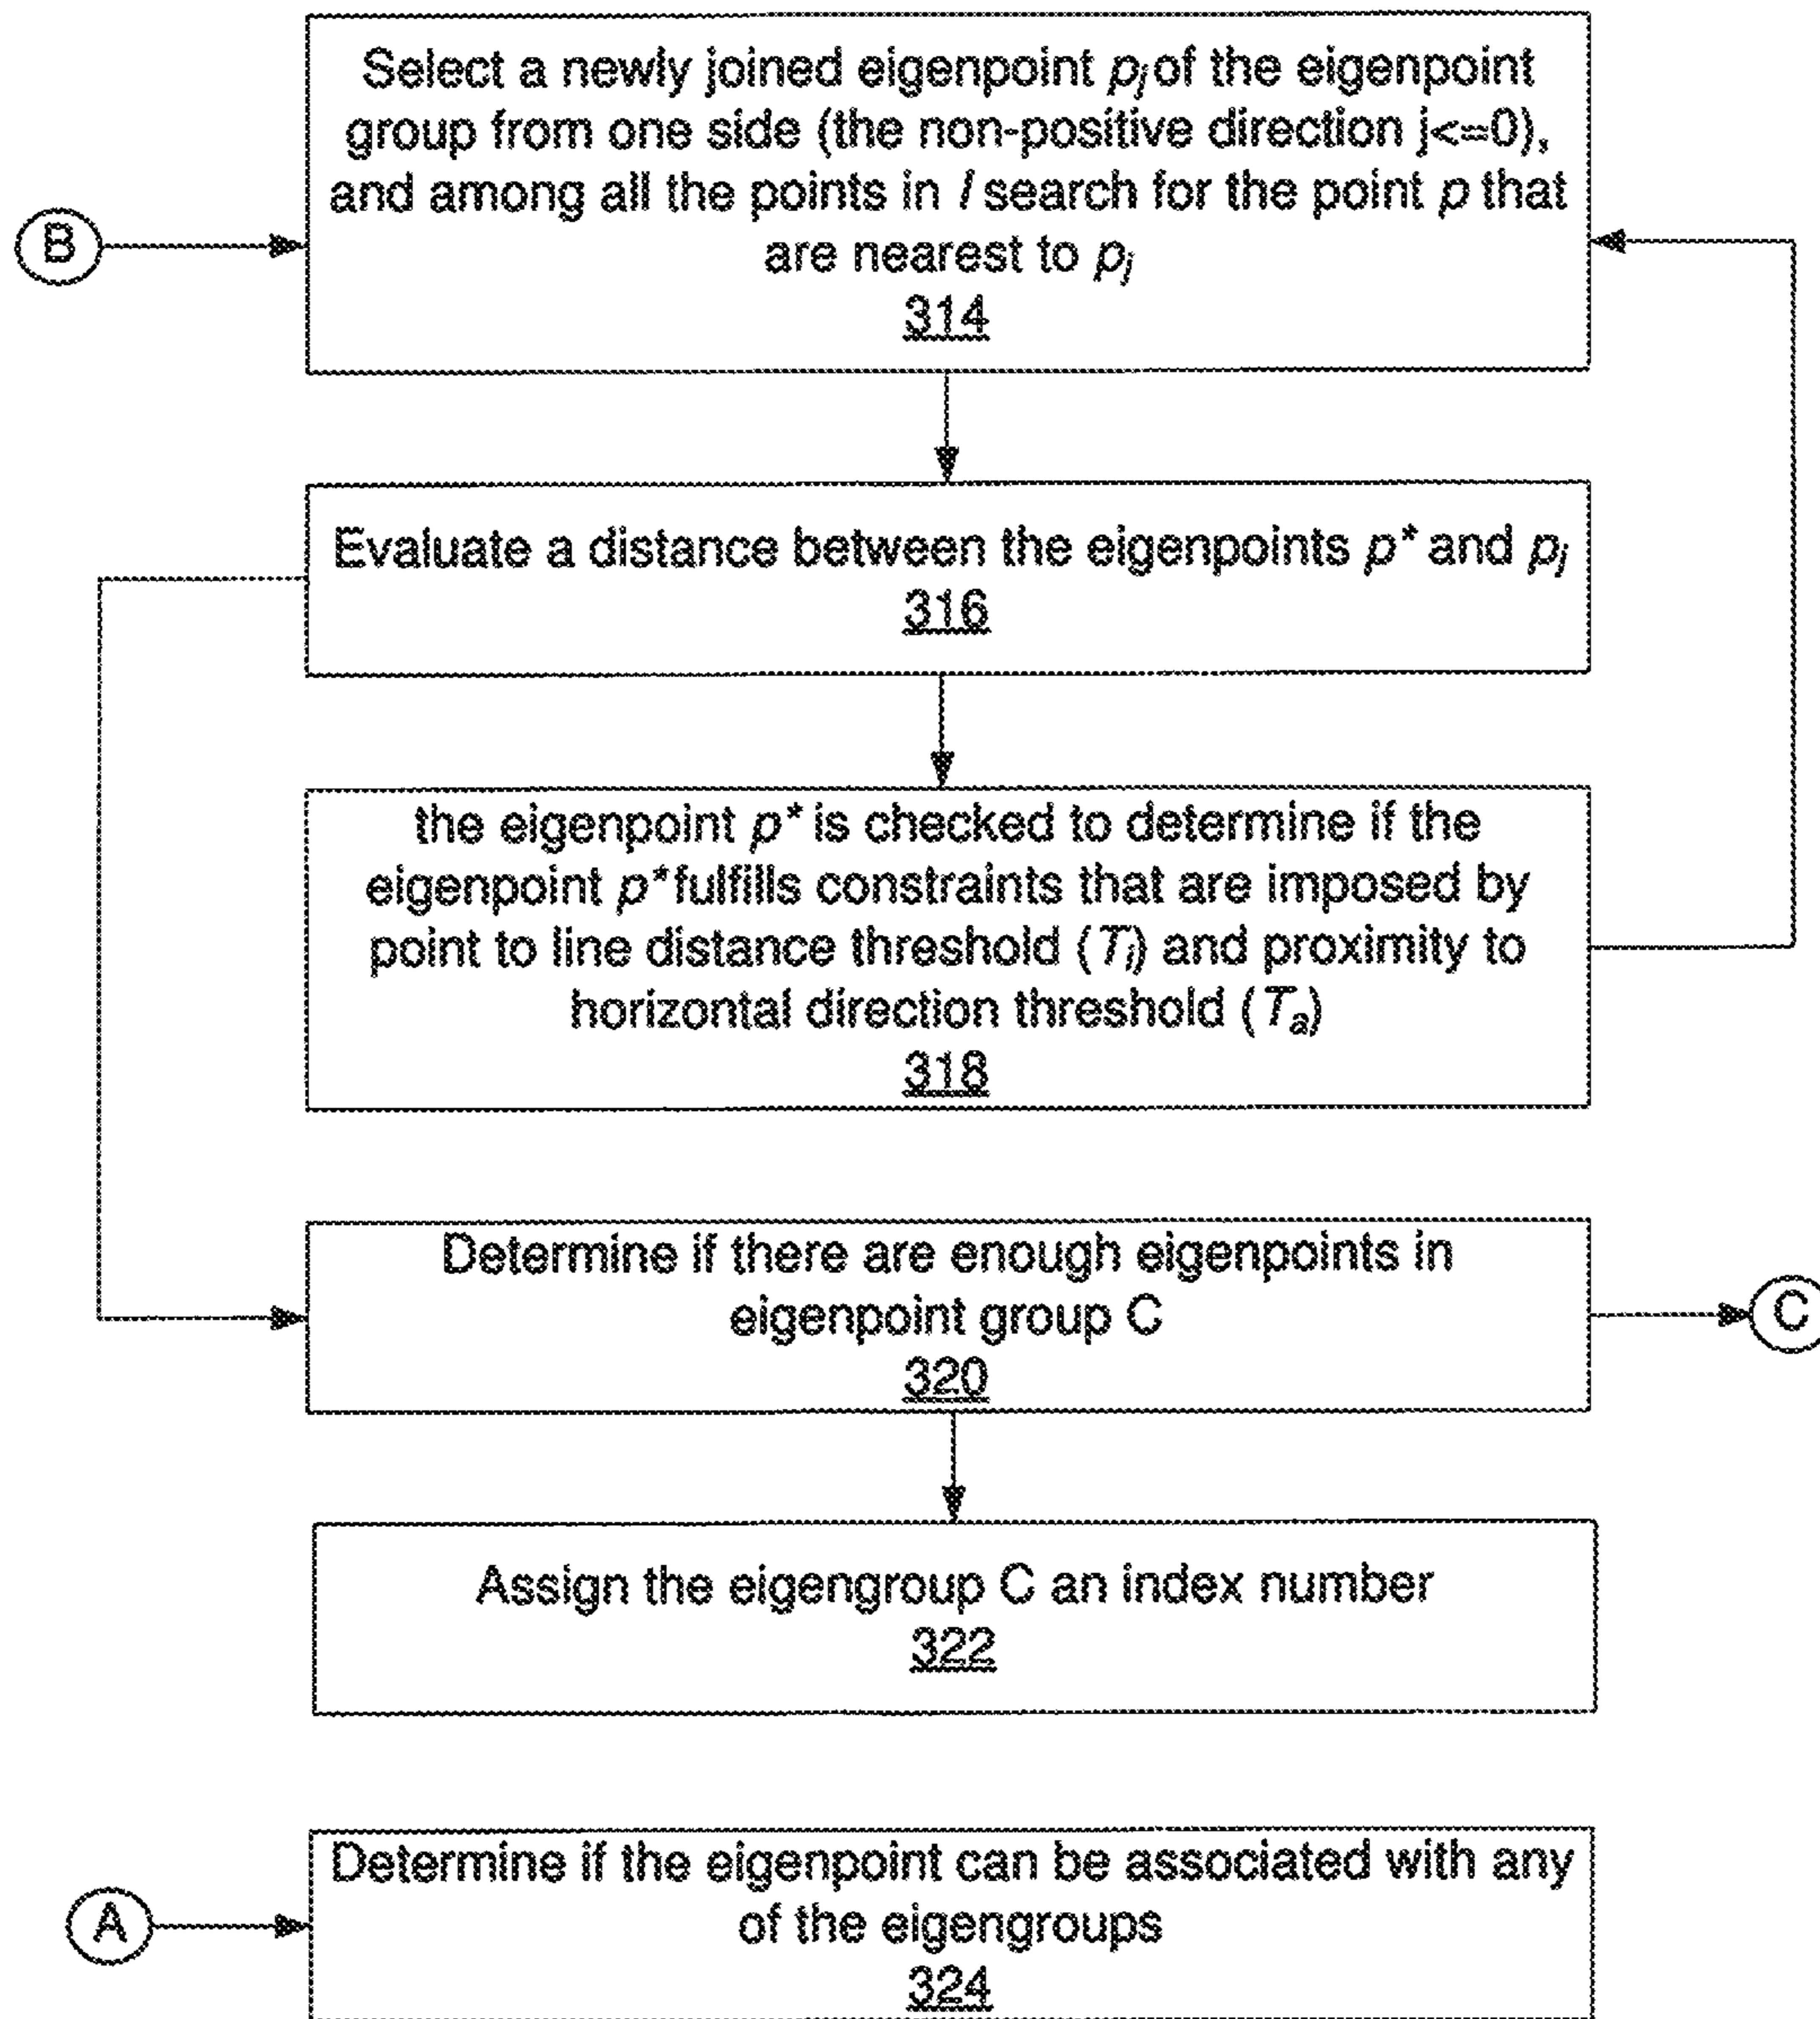 Select a newly joined eigenpoint pj of the eigenpoint
group from one side (the non-positive direction j<=0),
and among all the points in I search for the point p that
are nearest to pj
314
B
Evaluate a distance between the eigenpoints p* and pj
316
the eigenpoint p* is checked to determine if the
eigenpoint p* fulfills constraints that are imposed by
point to line distance threshold (Tl) and proximity to
horizontal direction threshold (Ta)
318
Determine if there are enough eigenpoints in
eigenpoint group C
320
C
Assign the eigengroup C an index number
322
A
Determine if the eigenpoint can be associated with any
of the eigengroups
324